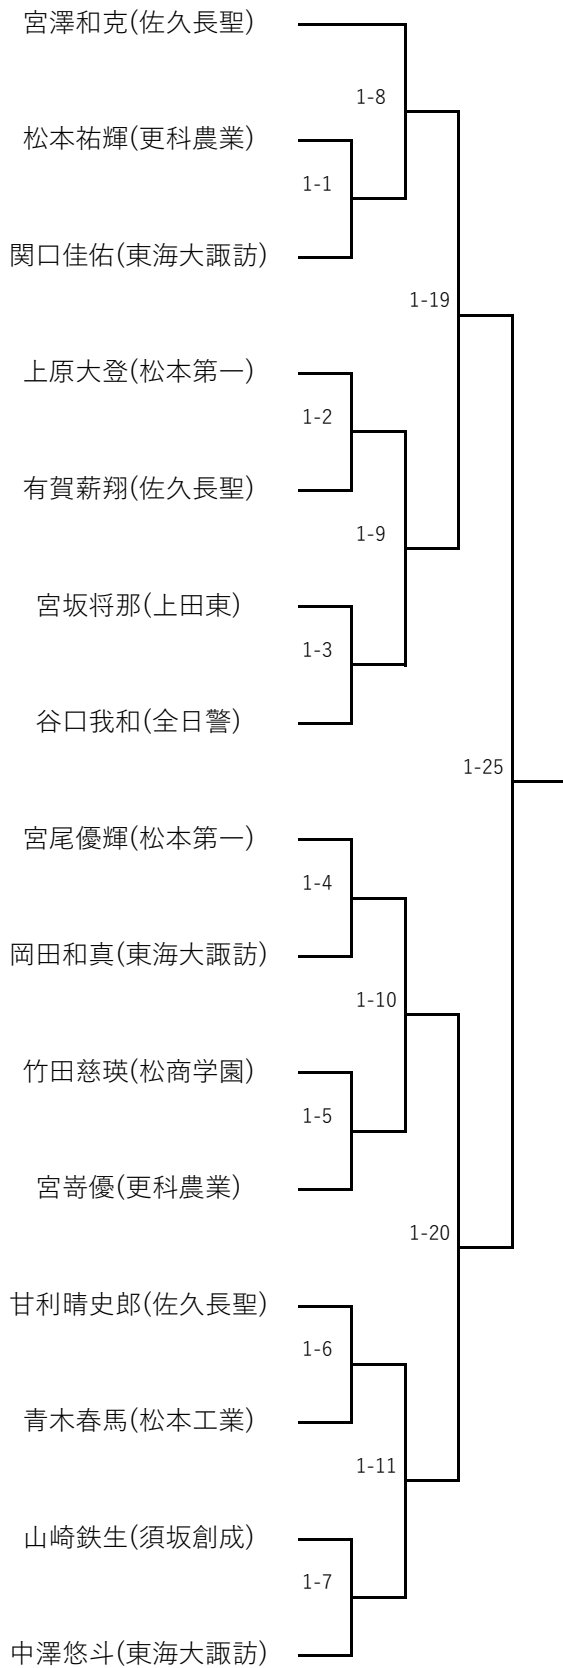 宮澤和克(佐久長聖)
1-8
松本祐輝(更科農業)
1-1
関口佳佑(東海大諏訪)
1-19
上原大登(松本第一)
1-2
有賀薪翔(佐久長聖)
1-9
宮坂将那(上田東)
1-3
谷口我和(全日警)
1-25
宮尾優輝(松本第一)
1-4
岡田和真(東海大諏訪)
1-10
竹田慈瑛(松商学園)
1-5
宮嵜優(更科農業)
1-20
甘利晴史郎(佐久長聖)
1-6
青木春馬(松本工業)
1-11
山崎鉄生(須坂創成)
1-7
中澤悠斗(東海大諏訪)